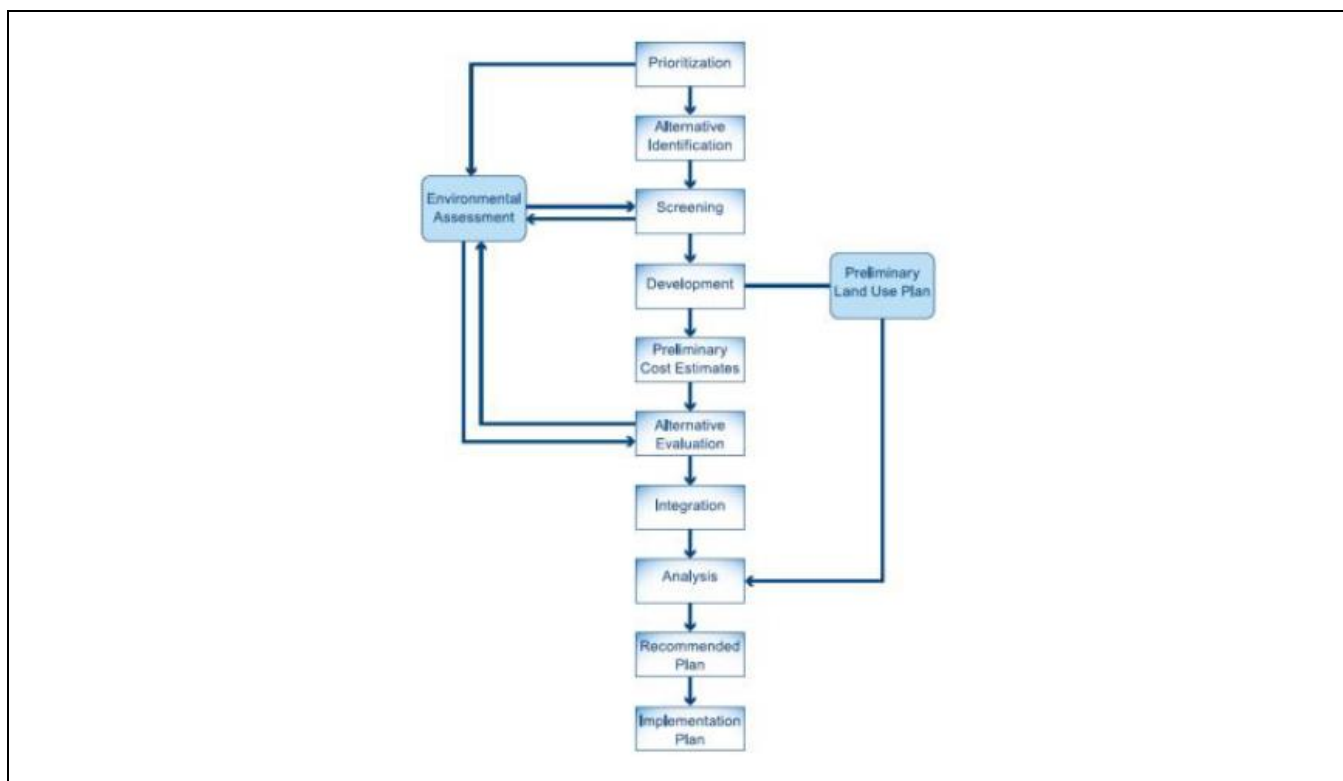 Prioritization
Alternative
Identification
Environmental
Assessment
Screening
Development
Preliminary
Land Use Plan
Preliminary
Cost Estimates
Alternative
Evaluation
Integration
Analysis
Recommended
Plan
Implementation
Plan